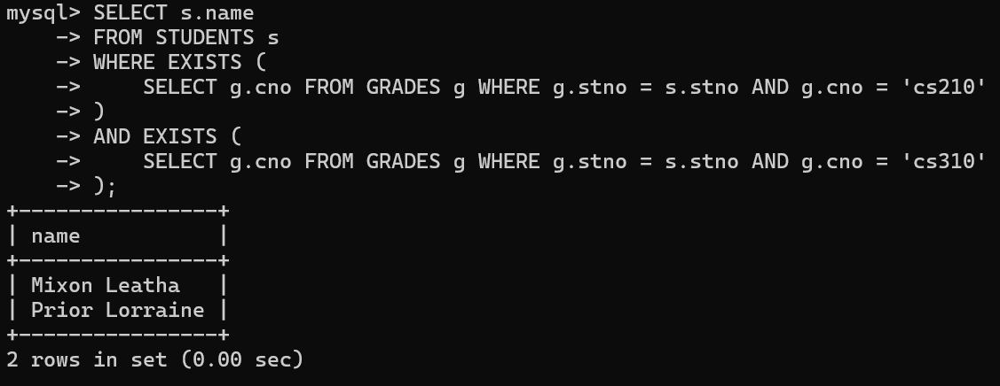 mysql> SELECT s.name
    -> FROM STUDENTS s
    -> WHERE EXISTS (
    ->     SELECT g.cno FROM GRADES g WHERE g.stno = s.stno AND g.cno = 'cs210'
    -> )
    -> AND EXISTS (
    ->     SELECT g.cno FROM GRADES g WHERE g.stno = s.stno AND g.cno = 'cs310'
    -> );
+----------------+
| name           |
+----------------+
| Mixon Leatha   |
| Prior Lorraine |
+----------------+
2 rows in set (0.00 sec)